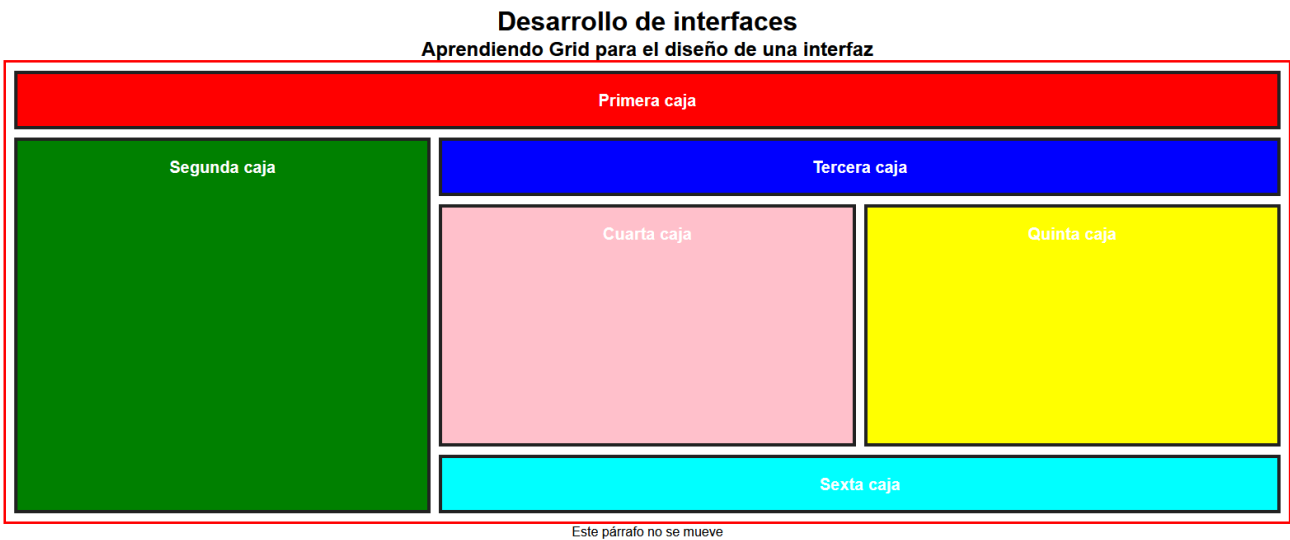 Desarrollo de interfaces
Aprendiendo Grid para el diseño de una interfaz
Primera caja
Segunda caja
Tercera caja
Cuarta caja
Quinta caja
Sexta caja
Este párrafo no se mueve